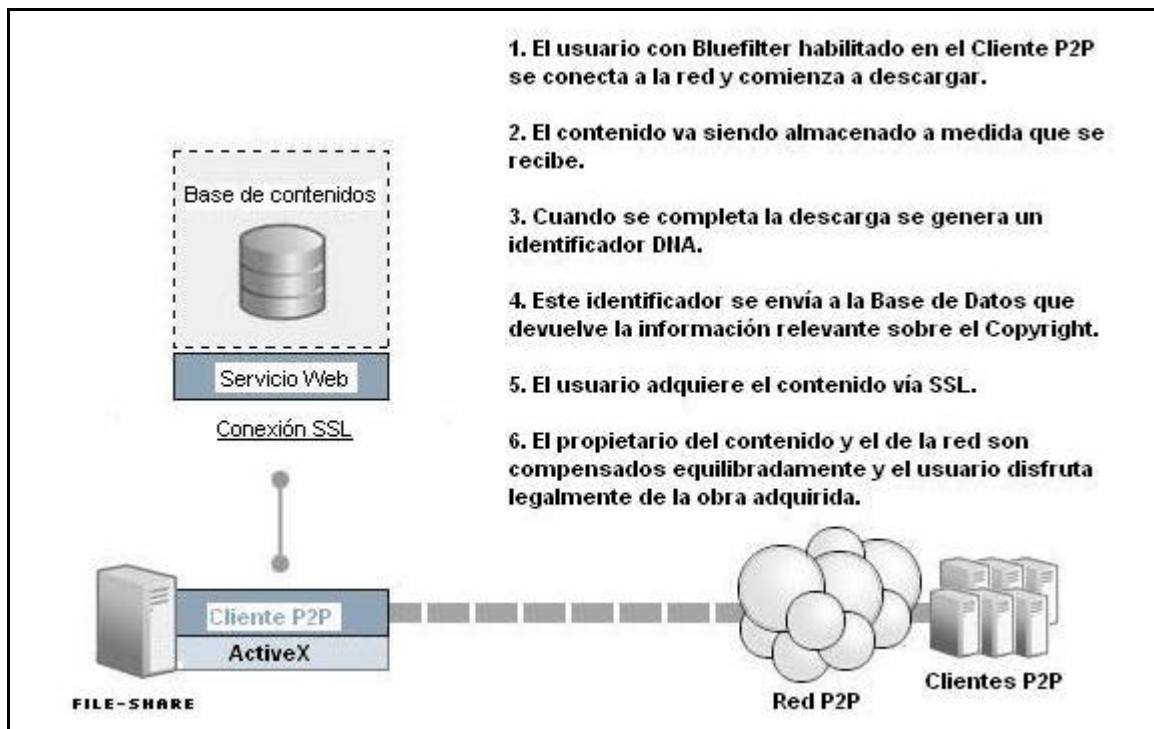 1. El usuario con Bluefilter habilitado en el Cliente P2P
se conecta a la red y comienza a descargar.
2. El contenido va siendo almacenado a medida que se
recibe.
3. Cuando se completa la descarga se genera un
identificador DNA.
4. Este identificador se envía a la Base de Datos que
devuelve la información relevante sobre el Copyright.
5. El usuario adquiere el contenido vía SSL.
6. El propietario del contenido y el de la red son
compensados equilibradamente y el usuario disfruta
legalmente de la obra adquirida.
Base de contenidos
Servicio Web
Conexión SSL
Cliente P2P
ActiveX
FILE-SHARE
Red P2P
Clientes P2P